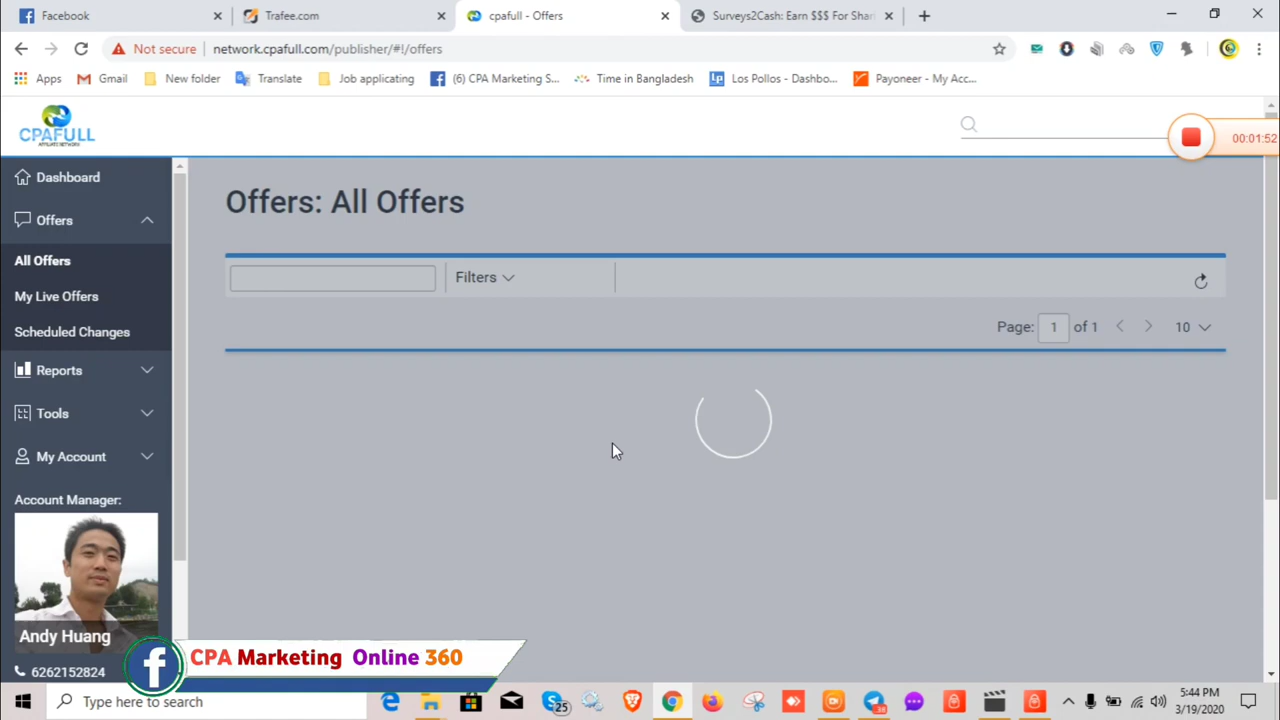 Facebook
Trafee.com
cpafull - Offers
Surveys2Cash: Earn $$$ For Shar
Not secure
network.cpafull.com/publisher/#!/offers
Apps
Gmail
New folder
Translate
Job applicating
(6) CPA Marketing S...
Time in Bangladesh
Los Pollos - Dashbo...
Payoneer - My Acc...
CPAFULL
AFFILIATE NETWORK
00:01:52
Dashboard
Offers
All Offers
My Live Offers
Scheduled Changes
Reports
Tools
My Account
Account Manager:
Andy Huang
6262152824
Offers: All Offers
Filters
Page: 1 of 1 10
CPA Marketing Online 360
Type here to search
25
5:44 PM
3/19/2020